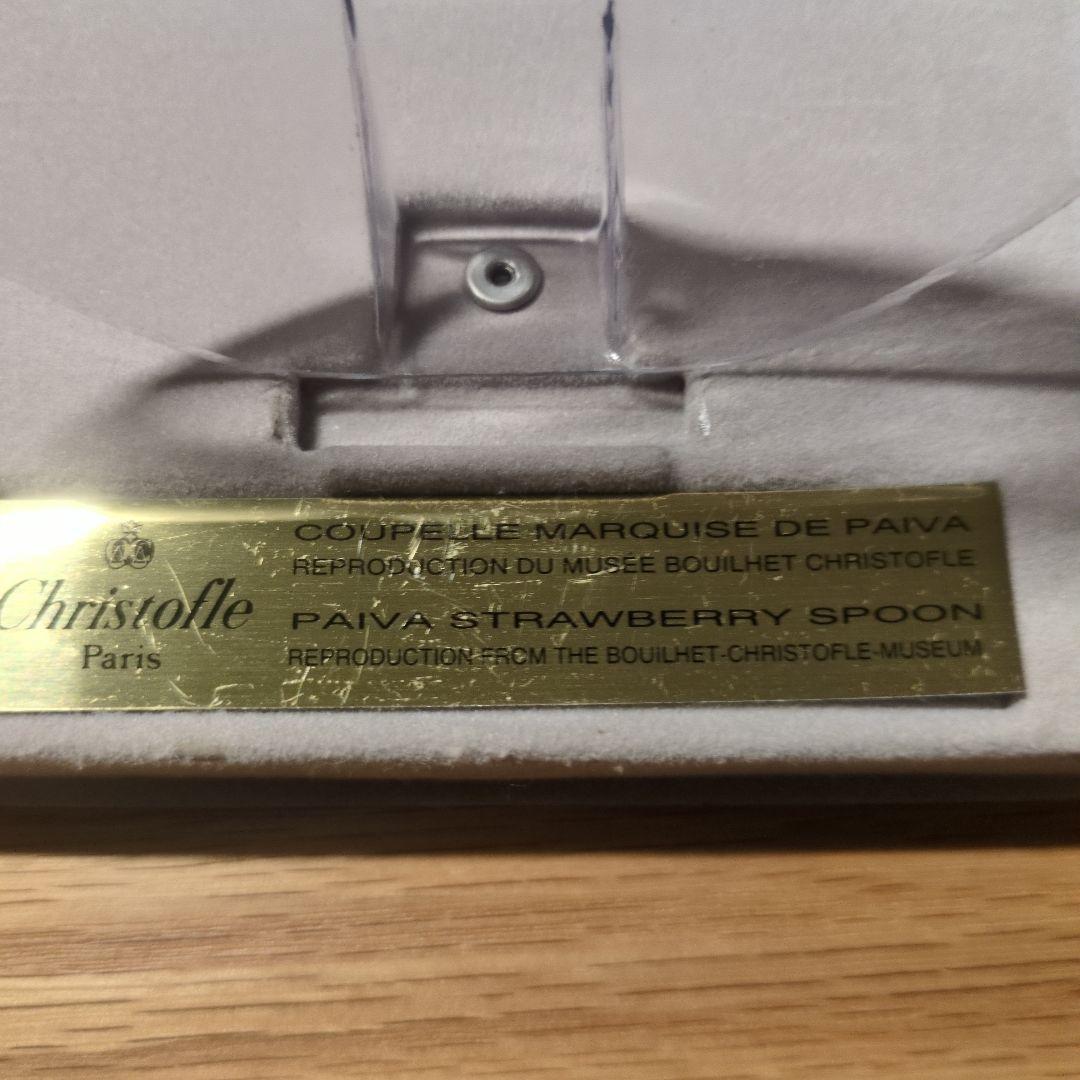 Christofle
Paris
COUPELLE MARQUISE DE PAIVA
REPRODUCTION DU MUSÉE BOUILHET CHRISTOFLE
PAIVA STRAWBERRY SPOON
REPRODUCTION FROM THE BOUILHET-CHRISTOFLE-MUSEUM